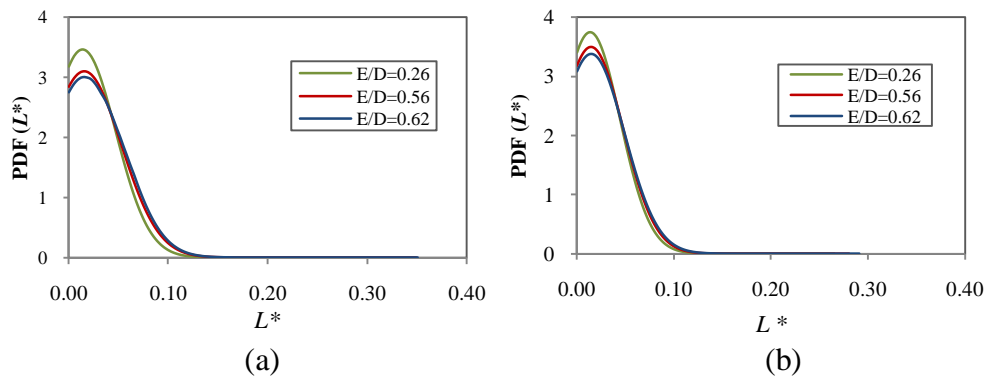 4
3
2
1
0
PDF (L*)
E/D=0.26
E/D=0.56
E/D=0.62
0.00 0.10 0.20 0.30 0.40
L*
(a)
4
3
2
1
0
PDF (L*)
E/D=0.26
E/D=0.56
E/D=0.62
0.00 0.10 0.20 0.30 0.40
L *
(b)